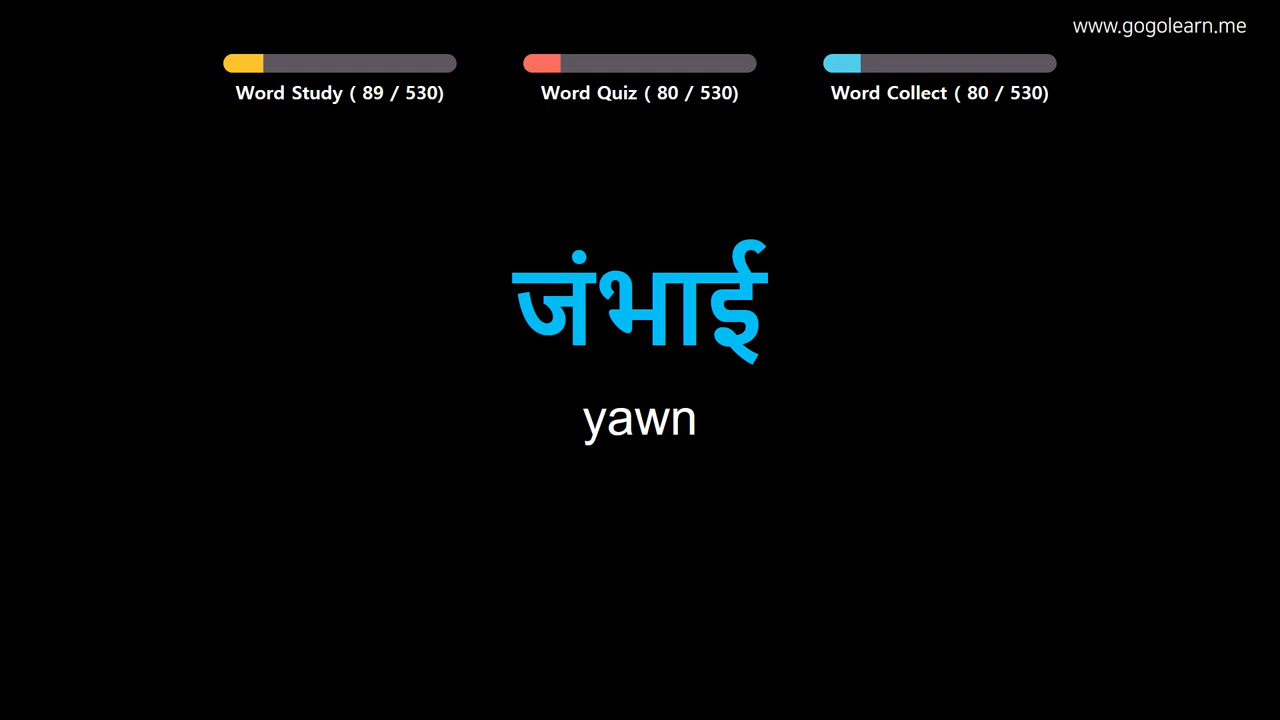 www.gogolearn.me
Word Study ( 89 / 530)
Word Quiz ( 80 / 530)
Word Collect ( 80 / 530)
जंभाई
yawn